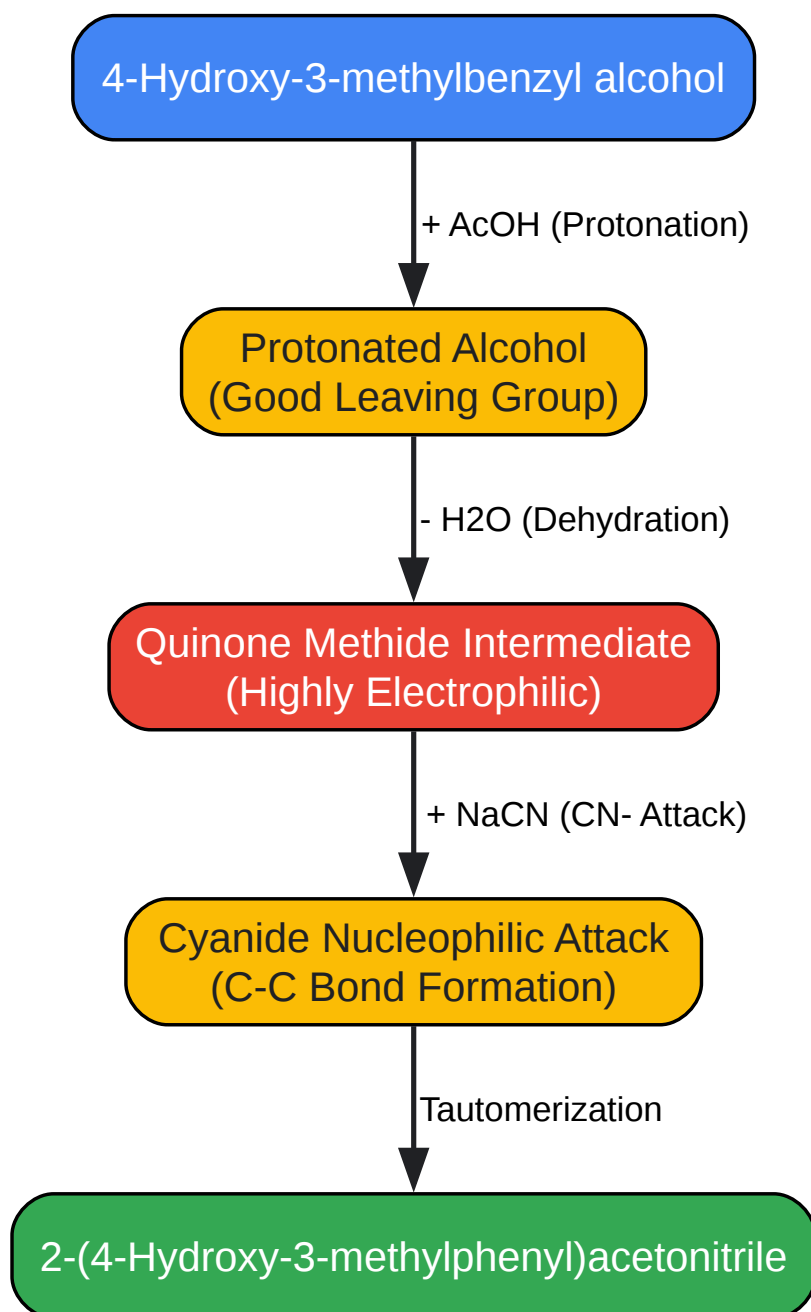 4-Hydroxy-3-methylbenzyl alcohol
+ AcOH (Protonation)
Protonated Alcohol
(Good Leaving Group)
- H2O (Dehydration)
Quinone Methide Intermediate
(Highly Electrophilic)
+ NaCN (CN- Attack)
Cyanide Nucleophilic Attack
(C-C Bond Formation)
Tautomerization
2-(4-Hydroxy-3-methylphenyl)acetonitrile